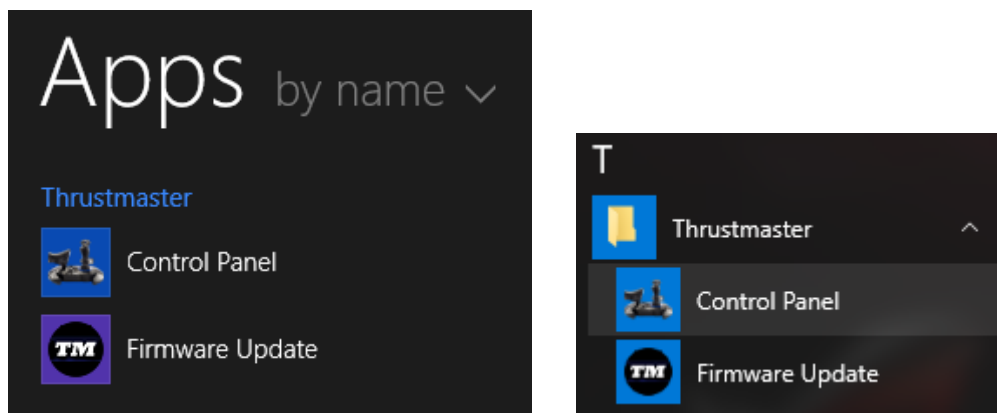 Apps by name
Thrustmaster
Control Panel
TM
Firmware Update
T
Thrustmaster
Control Panel
TM
Firmware Update